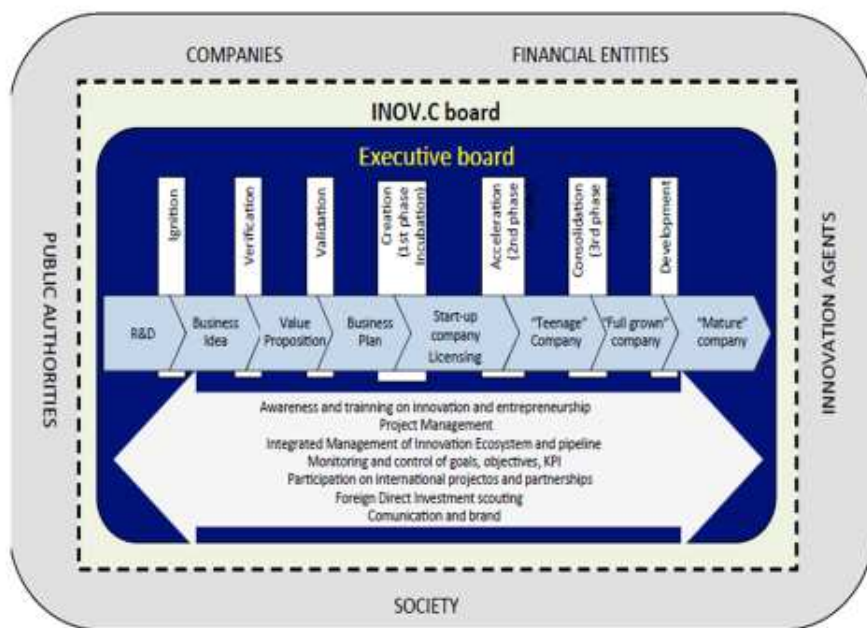 COMPANIES
FINANCIAL ENTITIES
INOV.C board
Executive board
PUBLIC AUTHORITIES
INNOVATION AGENTS
Ignition
Verification
Validation
Creation
(1st phase
Incubation)
Acceleration
(2nd phase
Consolidation
(3rd phase
Development
R&D
Business
Idea
Value
Proposition
Business
Plan
Start-up
company
Licensing
"Teenage"
Company
"Full grown"
company
"Mature"
company
Awareness and trainning on innovation and entrepreneurship
Project Management
Integrated Management of Innovation Ecosystem and pipeline
Monitoring and control of goals, objectives, KPI
Participation on international projectos and partnerships
Foreign Direct Investment scouting
Comunication and brand
SOCIETY